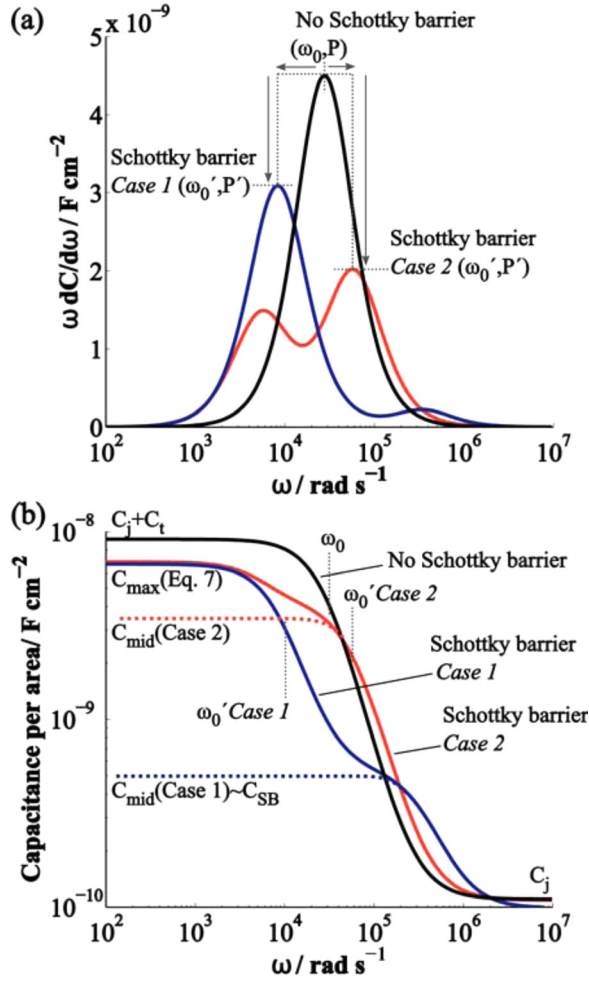 (a)
x 10⁻⁹
No Schottky barrier
(ω₀,P)
Schottky barrier
Case 1 (ω₀′,P′)
Schottky barrier
Case 2 (ω₀′,P′)
ω dC/dω / F cm⁻²
5
4
3
2
1
0
10² 10³ 10⁴ 10⁵ 10⁶ 10⁷
ω/ rad s⁻¹
(b)
10⁻⁸
10⁻⁹
10⁻¹⁰
Capacitance per area/ F cm⁻²
Cj+Ct
ω₀
No Schottky barrier
Cmax(Eq. 7)
ω₀′ Case 2
Cmid(Case 2)
Schottky barrier
Case 1
ω₀′ Case 1
Schottky barrier
Case 2
Cmid(Case 1)~CSB
Cj
10² 10³ 10⁴ 10⁵ 10⁶ 10⁷
ω/ rad s⁻¹